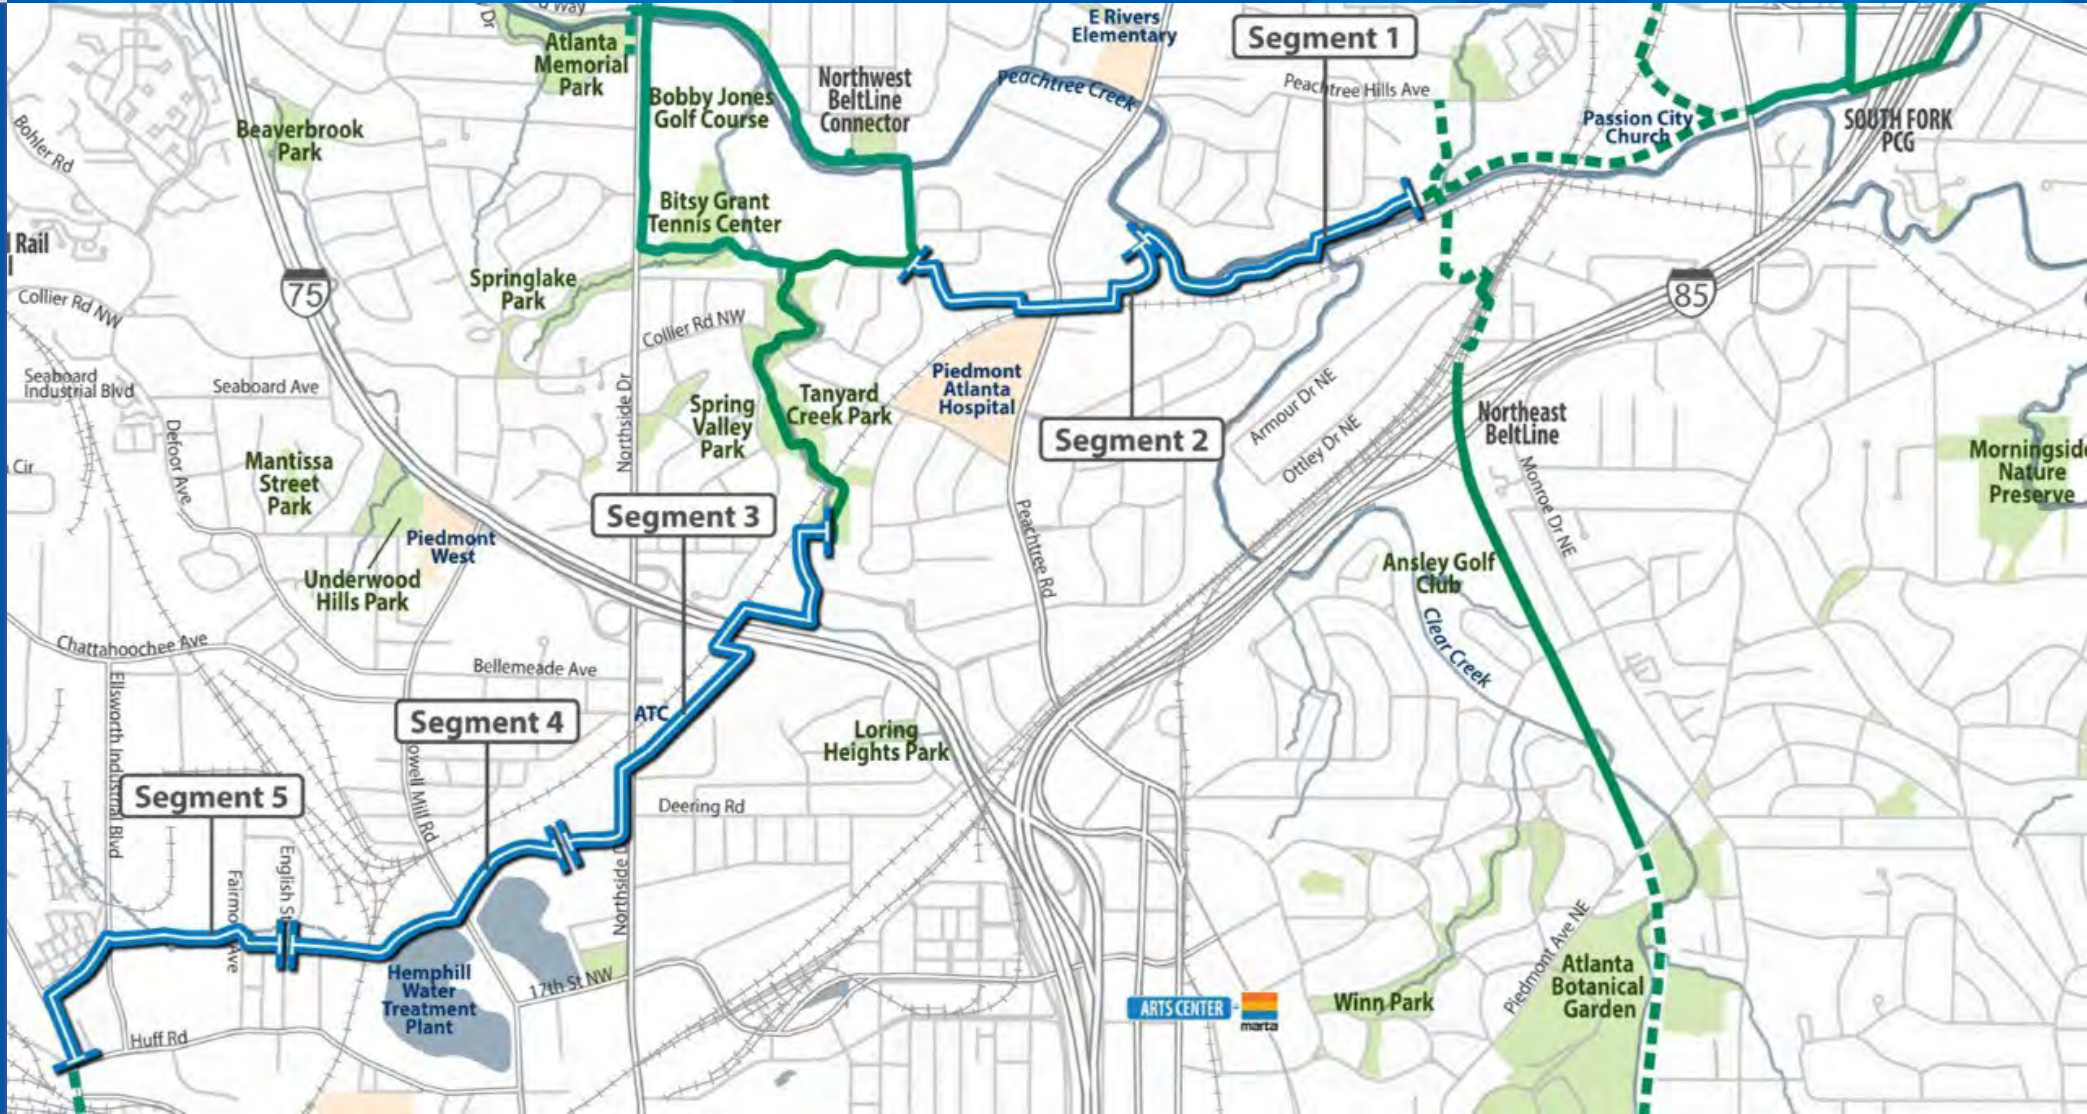 Way
Dr
E Rivers
Elementary
Segment 1
Atlanta
Memorial
Park
Bobby Jones
Golf Course
Northwest
BeltLine
Connector
Peachtree Creek
Peachtree Hills Ave
Passion City
Church
SOUTH FORK
PCG
Bohler Rd
Beaverbrook
Park
Bitsy Grant
Tennis Center
Rail
75
Springlake
Park
85
Collier Rd NW
Collier Rd NW
Seaboard
Industrial Blvd
Seaboard Ave
Defoor Ave
Northside Dr
Spring
Valley
Park
Tanyard
Creek Park
Piedmont
Atlanta
Hospital
Segment 2
Armour Dr NE
Ottley Dr NE
Northeast
BeltLine
Monroe Dr NE
Morningside
Nature
Preserve
Cir
Mantissa
Street
Park
Piedmont
West
Underwood
Hills Park
Segment 3
Peachtree Rd
Ansley Golf
Club
Clear Creek
Chattahoochee Ave
Bellemeade Ave
Ellsworth Industrial Blvd
Segment 4
ATC
Loring
Heights Park
owell Mill Rd
Segment 5
Deering Rd
Northside D
Fairmo
Ave
English St
Hemphill
Water
Treatment
Plant
17th St NW
Huff Rd
ARTS CENTER
marta
Winn Park
Piedmont Ave NE
Atlanta
Botanical
Garden